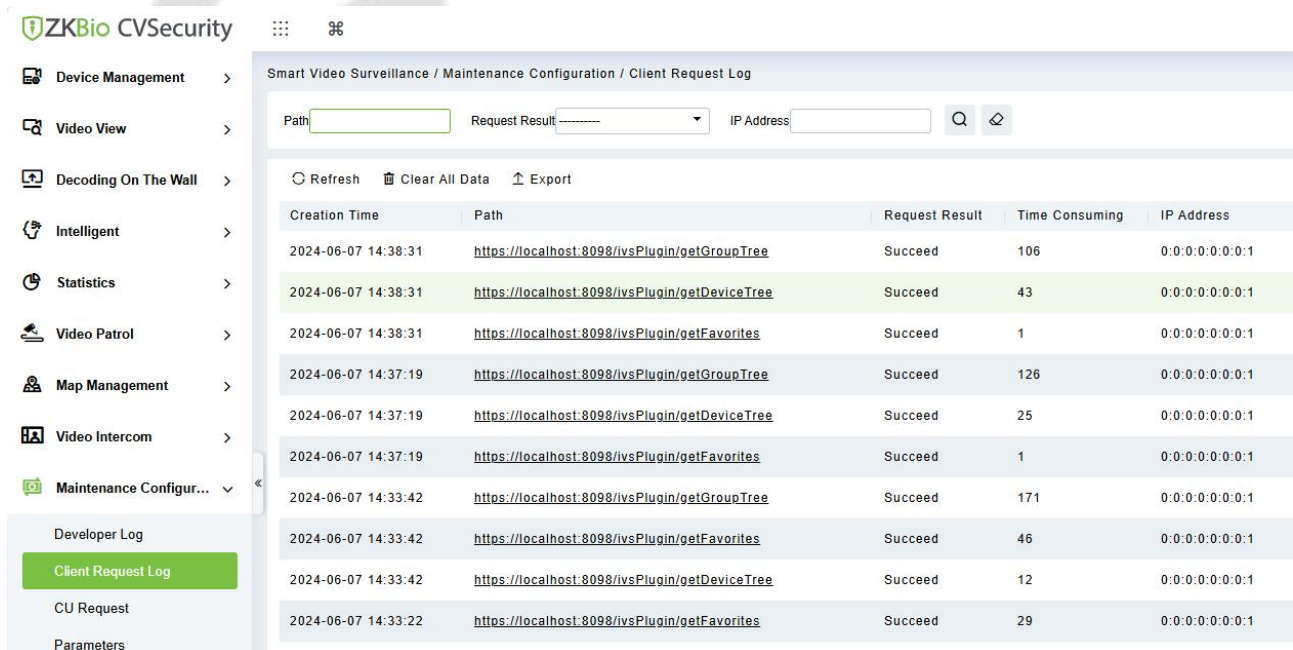 ZKBio CVSecurity
Device Management
Video View
Decoding On The Wall
Intelligent
Statistics
Video Patrol
Map Management
Video Intercom
Maintenance Configur...
Developer Log
Client Request Log
CU Request
Parameters
Smart Video Surveillance / Maintenance Configuration / Client Request Log
Path Request Result ---------- IP Address
Refresh Clear All Data Export
Creation Time Path Request Result Time Consuming IP Address
2024-06-07 14:38:31 https://localhost:8098/ivsPlugin/getGroupTree Succeed 106 0:0:0:0:0:0:0:1
2024-06-07 14:38:31 https://localhost:8098/ivsPlugin/getDeviceTree Succeed 43 0:0:0:0:0:0:0:1
2024-06-07 14:38:31 https://localhost:8098/ivsPlugin/getFavorites Succeed 1 0:0:0:0:0:0:0:1
2024-06-07 14:37:19 https://localhost:8098/ivsPlugin/getGroupTree Succeed 126 0:0:0:0:0:0:0:1
2024-06-07 14:37:19 https://localhost:8098/ivsPlugin/getDeviceTree Succeed 25 0:0:0:0:0:0:0:1
2024-06-07 14:37:19 https://localhost:8098/ivsPlugin/getFavorites Succeed 1 0:0:0:0:0:0:0:1
2024-06-07 14:33:42 https://localhost:8098/ivsPlugin/getGroupTree Succeed 171 0:0:0:0:0:0:0:1
2024-06-07 14:33:42 https://localhost:8098/ivsPlugin/getFavorites Succeed 46 0:0:0:0:0:0:0:1
2024-06-07 14:33:42 https://localhost:8098/ivsPlugin/getDeviceTree Succeed 12 0:0:0:0:0:0:0:1
2024-06-07 14:33:22 https://localhost:8098/ivsPlugin/getFavorites Succeed 29 0:0:0:0:0:0:0:1